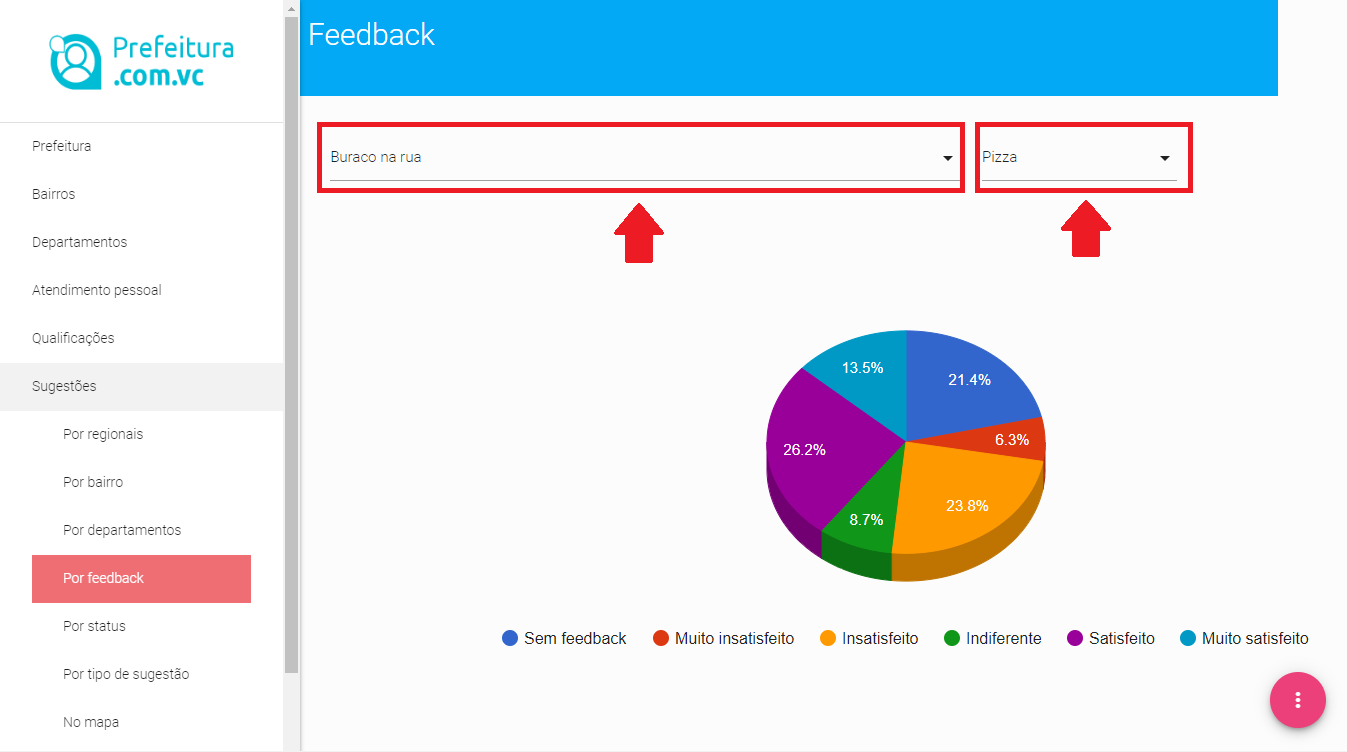 Prefeitura
.com.vc
Prefeitura
Bairros
Departamentos
Atendimento pessoal
Qualificações
Sugestões
Por regionais
Por bairro
Por departamentos
Por feedback
Por status
Por tipo de sugestão
No mapa
Feedback
Buraco na rua
Pizza
13.5%
21.4%
6.3%
26.2%
23.8%
8.7%
Sem feedback
Muito insatisfeito
Insatisfeito
Indiferente
Satisfeito
Muito satisfeito